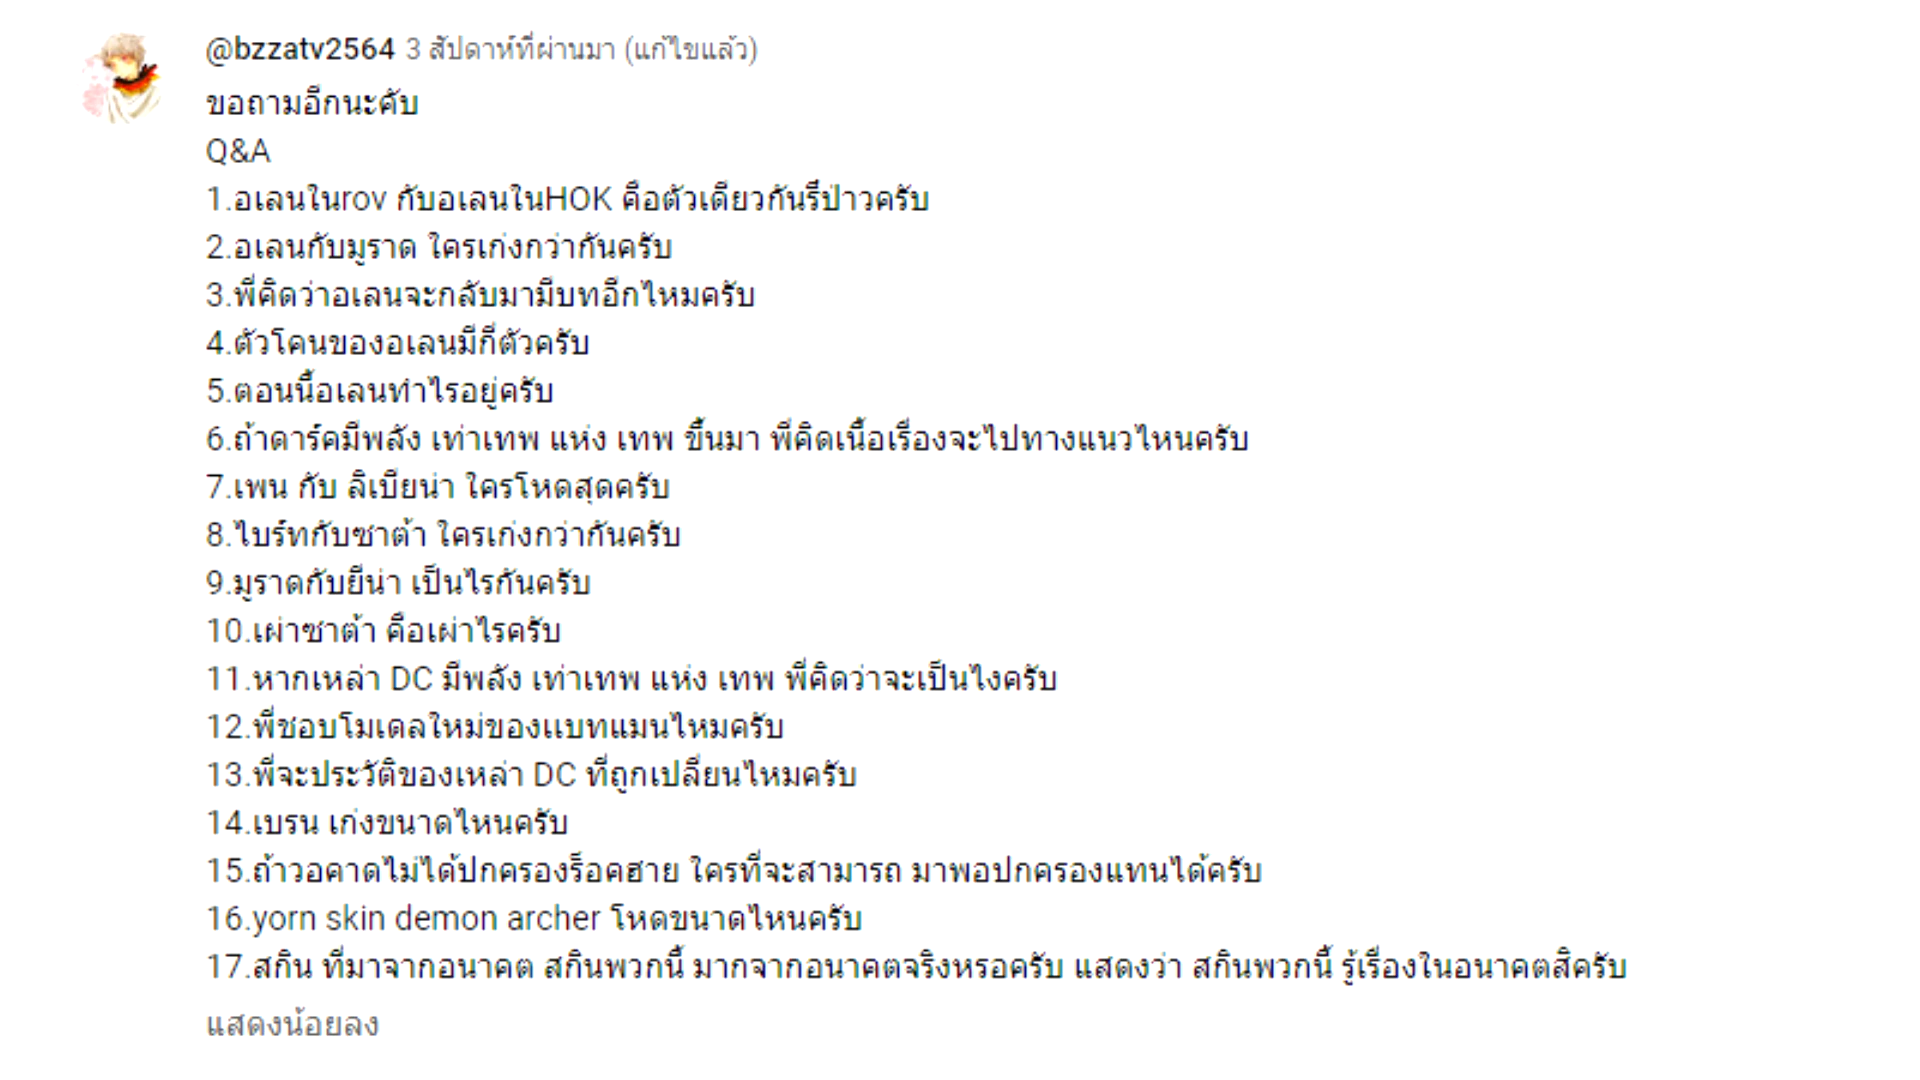 @bzzatv2564 3 สัปดาห์ที่ผ่านมา (แก้ไขแล้ว)
ขอถามอีกนะคับ
Q&A
1.อเลนในrov กับอเลนในHOK คือตัวเดียวกันรึป่าวครับ
2.อเลนกับมูราด ใครเก่งกว่ากันครับ
3.พี่คิดว่าอเลนจะกลับมามีบทอีกไหมครับ
4.ตัวโคนของอเลนมีกี่ตัวครับ
5.ตอนนี้อเลนทำไรอยู่ครับ
6.ถ้าดาร์คมีพลัง เท่าเทพ แห่ง เทพ ขึ้นมา พี่คิดเนื้อเรื่องจะไปทางแนวไหนครับ
7.เพน กับ ลิเบียน่า ใครโหดสุดครับ
8.ไบร์ทกับซาต้า ใครเก่งกว่ากันครับ
9.มูราดกับยีน่า เป็นไรกันครับ
10.เผ่าซาต้า คือเผ่าไรครับ
11.หากเหล่า DC มีพลัง เท่าเทพ แห่ง เทพ พี่คิดว่าจะเป็นไงครับ
12.พี่ชอบโมเดลใหม่ของแบทแมนไหมครับ
13.พี่จะประวัติของเหล่า DC ที่ถูกเปลี่ยนไหมครับ
14.เบรน เก่งขนาดไหนครับ
15.ถ้าวอคาดไม่ได้ปกครองร็อคฮาย ใครที่จะสามารถ มาพอปกครองแทนได้ครับ
16.yorn skin demon archer โหดขนาดไหนครับ
17.สกิน ที่มาจากอนาคต สกินพวกนี้ มากจากอนาคตจริงหรอครับ แสดงว่า สกินพวกนี้ รู้เรื่องในอนาคตสิครับ
แสดงน้อยลง